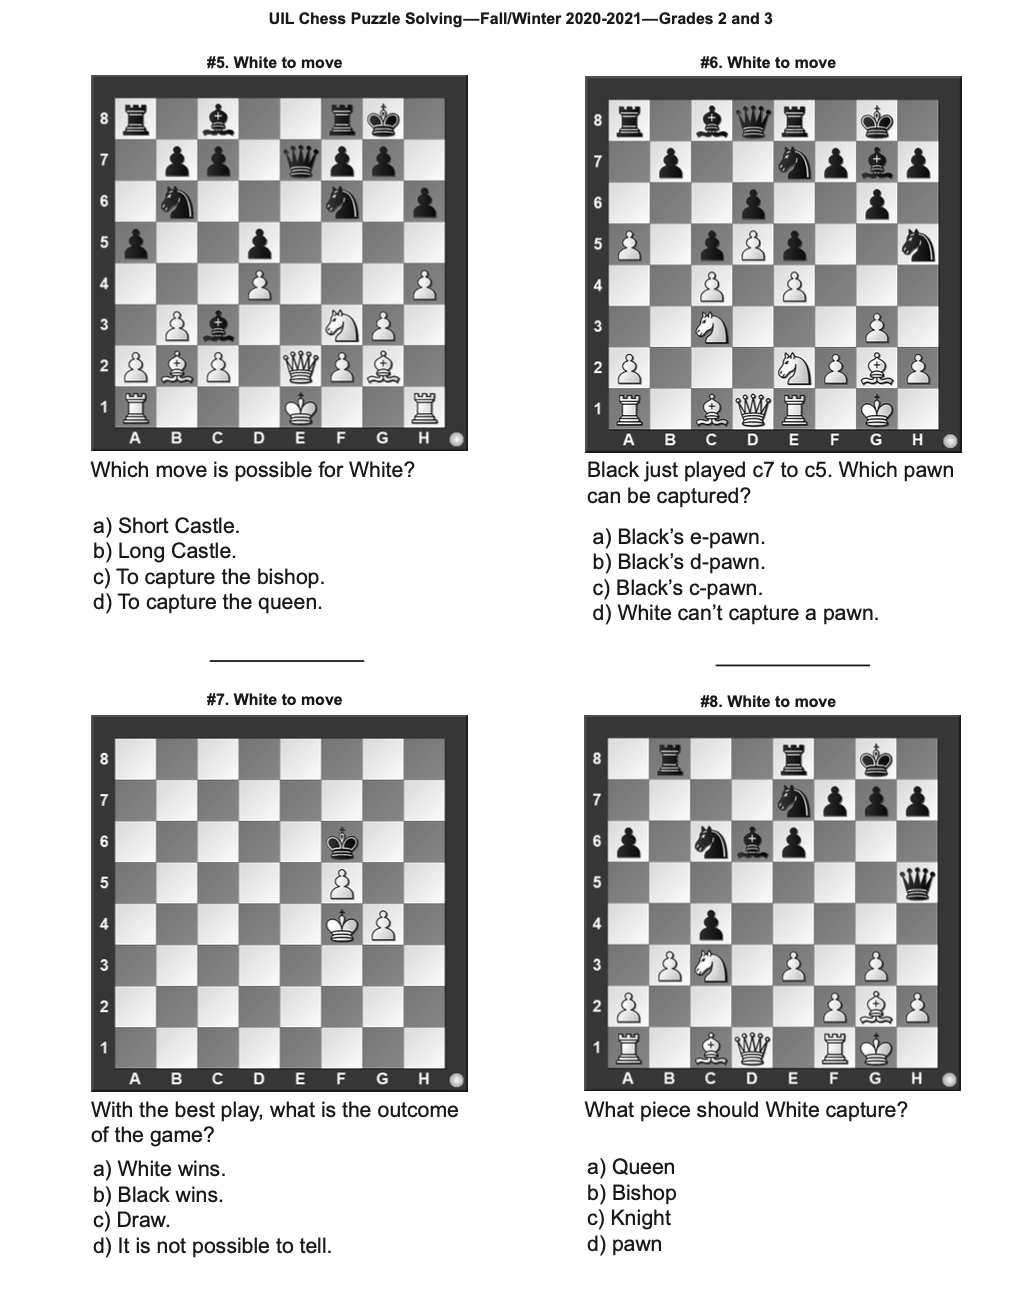 UIL Chess Puzzle Solving—Fall/Winter 2020-2021—Grades 2 and 3
#5. White to move
8
7
6
5
4
3
2
1
A B C D E F G H
Which move is possible for White?
a) Short Castle.
b) Long Castle.
c) To capture the bishop.
d) To capture the queen.
#6. White to move
8
7
6
5
4
3
2
1
A B C D E F G H
Black just played c7 to c5. Which pawn
can be captured?
a) Black’s e-pawn.
b) Black’s d-pawn.
c) Black’s c-pawn.
d) White can’t capture a pawn.
#7. White to move
8
7
6
5
4
3
2
1
A B C D E F G H
With the best play, what is the outcome
of the game?
a) White wins.
b) Black wins.
c) Draw.
d) It is not possible to tell.
#8. White to move
8
7
6
5
4
3
2
1
A B C D E F G H
What piece should White capture?
a) Queen
b) Bishop
c) Knight
d) pawn